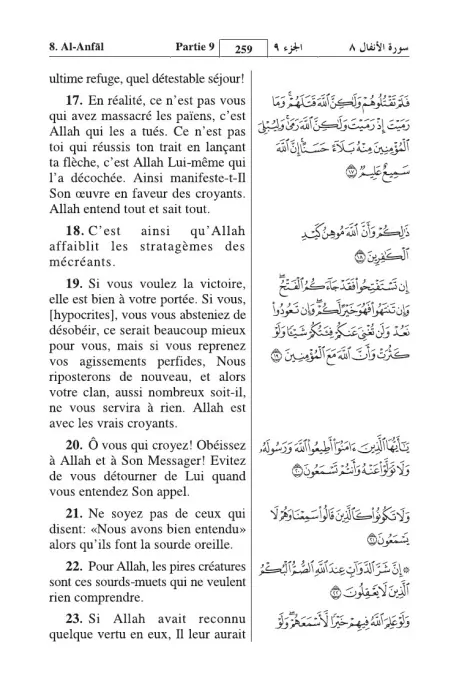 8. Al-Anfāl Partie 9 259 الجزء ٩ سورة الأنفال ٨
ultime refuge, quel détestable séjour!
17. En réalité, ce n'est pas vous
qui avez massacré les païens, c'est
Allah qui les a tués. Ce n'est pas
toi qui réussis ton trait en lançant
ta flèche, c'est Allah Lui-même qui
l'a décochée. Ainsi manifeste-t-Il
Son œuvre en faveur des croyants.
Allah entend tout et sait tout.
18. C'est ainsi qu'Allah
affaiblit les stratagèmes des
mécréants.
19. Si vous voulez la victoire,
elle est bien à votre portée. Si vous,
[hypocrites], vous vous absteniez de
désobéir, ce serait beaucoup mieux
pour vous, mais si vous reprenez
vos agissements perfides, Nous
riposterons de nouveau, et alors
votre clan, aussi nombreux soit-il,
ne vous servira à rien. Allah est
avec les vrais croyants.
20. Ô vous qui croyez! Obéissez
à Allah et à Son Messager! Evitez
de vous détourner de Lui quand
vous entendez Son appel.
21. Ne soyez pas de ceux qui
disent: «Nous avons bien entendu»
alors qu'ils font la sourde oreille.
22. Pour Allah, les pires créatures
sont ces sourds-muets qui ne veulent
rien comprendre.
23. Si Allah avait reconnu
quelque vertu en eux, Il leur aurait
فَلَمْ تَقْتُلُوهُمْ وَلَٰكِنَّ ٱللَّهَ قَتَلَهُمْ ۚ وَمَا
رَمَيْتَ إِذْ رَمَيْتَ وَلَٰكِنَّ ٱللَّهَ رَمَىٰ ۚ وَلِيُبْلِيَ
ٱلْمُؤْمِنِينَ مِنْهُ بَلَآءً حَسَنًا ۚ إِنَّ ٱللَّهَ
سَمِيعٌ عَلِيمٌ ١٧
ذَٰلِكُمْ وَأَنَّ ٱللَّهَ مُوهِنُ كَيْدِ
ٱلْكَٰفِرِينَ ١٨
إِن تَسْتَفْتِحُوا۟ فَقَدْ جَآءَكُمُ ٱلْفَتْحُ ۖ
وَإِن تَنتَهُوا۟ فَهُوَ خَيْرٌ لَّكُمْ ۖ وَإِن تَعُودُوا۟
نَعُدْ وَلَن تُغْنِيَ عَنكُمْ فِئَتُكُمْ شَيْـًٔا وَلَوْ
كَثُرَتْ وَأَنَّ ٱللَّهَ مَعَ ٱلْمُؤْمِنِينَ ١٩
يَٰٓأَيُّهَا ٱلَّذِينَ ءَامَنُوٓا۟ أَطِيعُوا۟ ٱللَّهَ وَرَسُولَهُۥ
وَلَا تَوَلَّوْا۟ عَنْهُ وَأَنتُمْ تَسْمَعُونَ ٢٠
وَلَا تَكُونُوا۟ كَٱلَّذِينَ قَالُوا۟ سَمِعْنَا وَهُمْ لَا
يَسْمَعُونَ ٢١
۞ إِنَّ شَرَّ ٱلدَّوَآبِّ عِندَ ٱللَّهِ ٱلصُّمُّ ٱلْبُكْمُ
ٱلَّذِينَ لَا يَعْقِلُونَ ٢٢
وَلَوْ عَلِمَ ٱللَّهُ فِيهِمْ خَيْرًا لَّأَسْمَعَهُمْ ۖ وَلَوْ